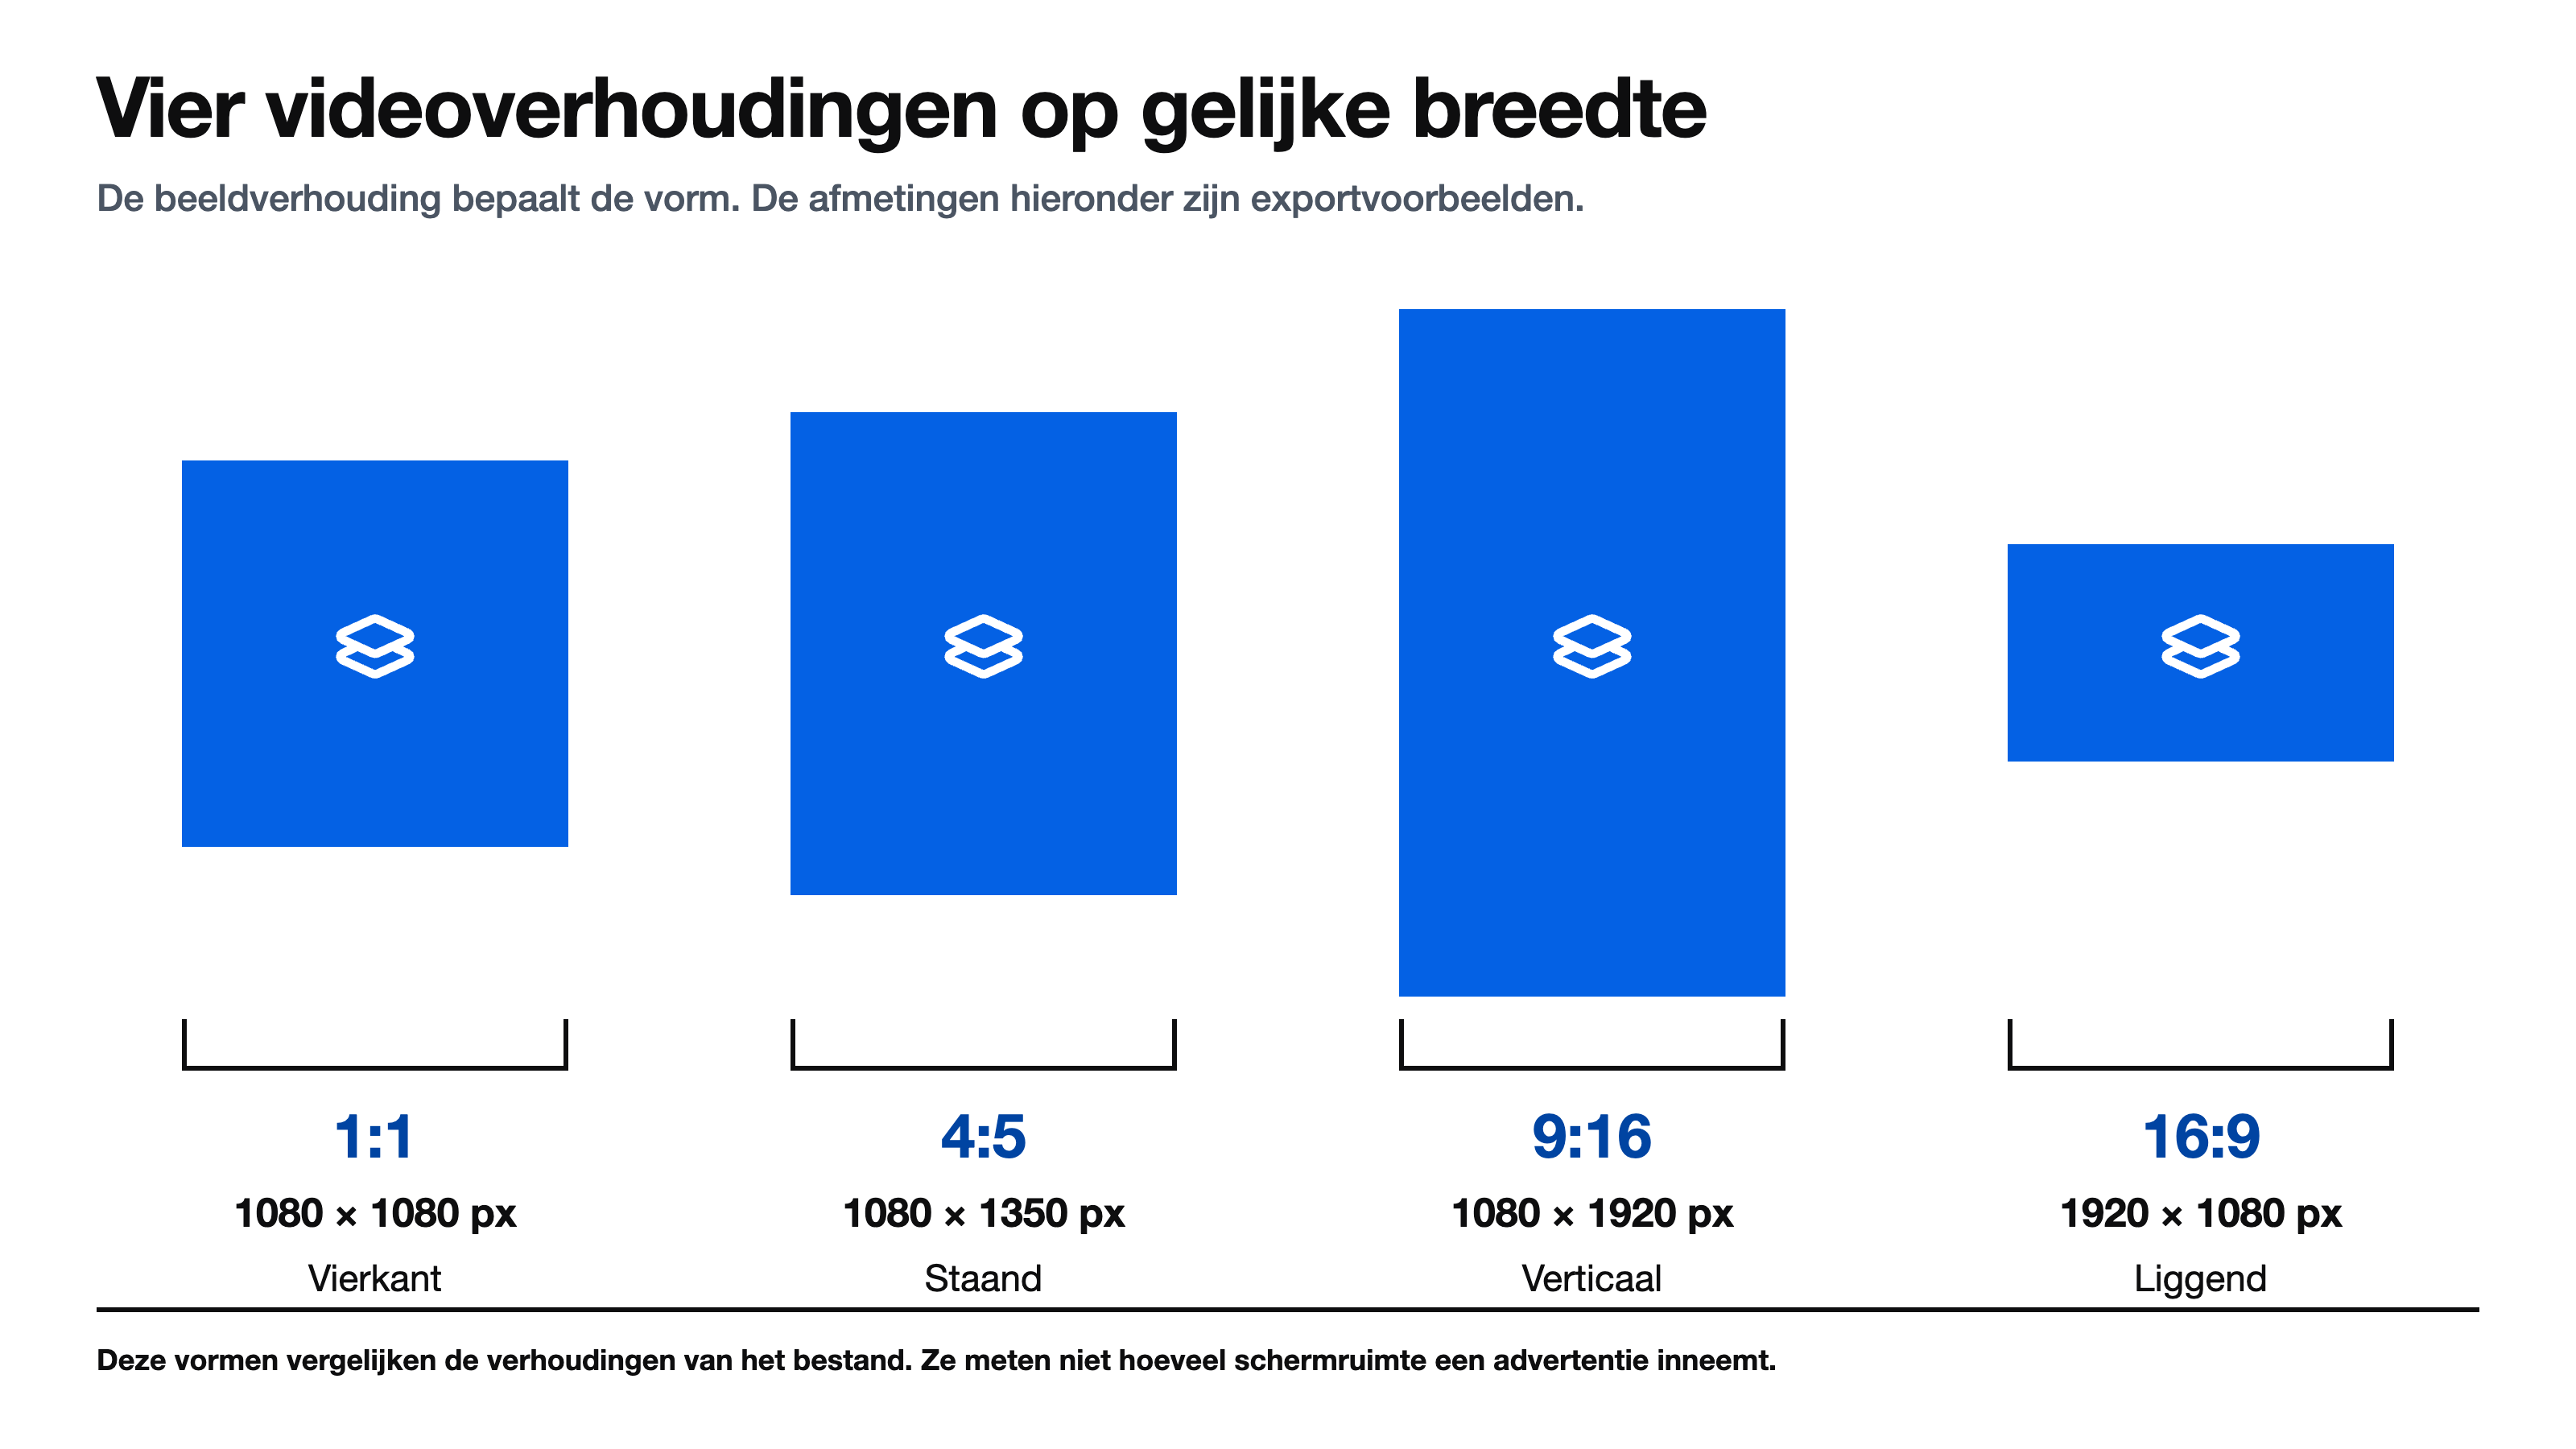 Vier videoverhoudingen op gelijke breedte
De beeldverhouding bepaalt de vorm. De afmetingen hieronder zijn exportvoorbeelden.
1:1
1080 × 1080 px
Vierkant
4:5
1080 × 1350 px
Staand
9:16
1080 × 1920 px
Verticaal
16:9
1920 × 1080 px
Liggend
Deze vormen vergelijken de verhoudingen van het bestand. Ze meten niet hoeveel schermruimte een advertentie inneemt.